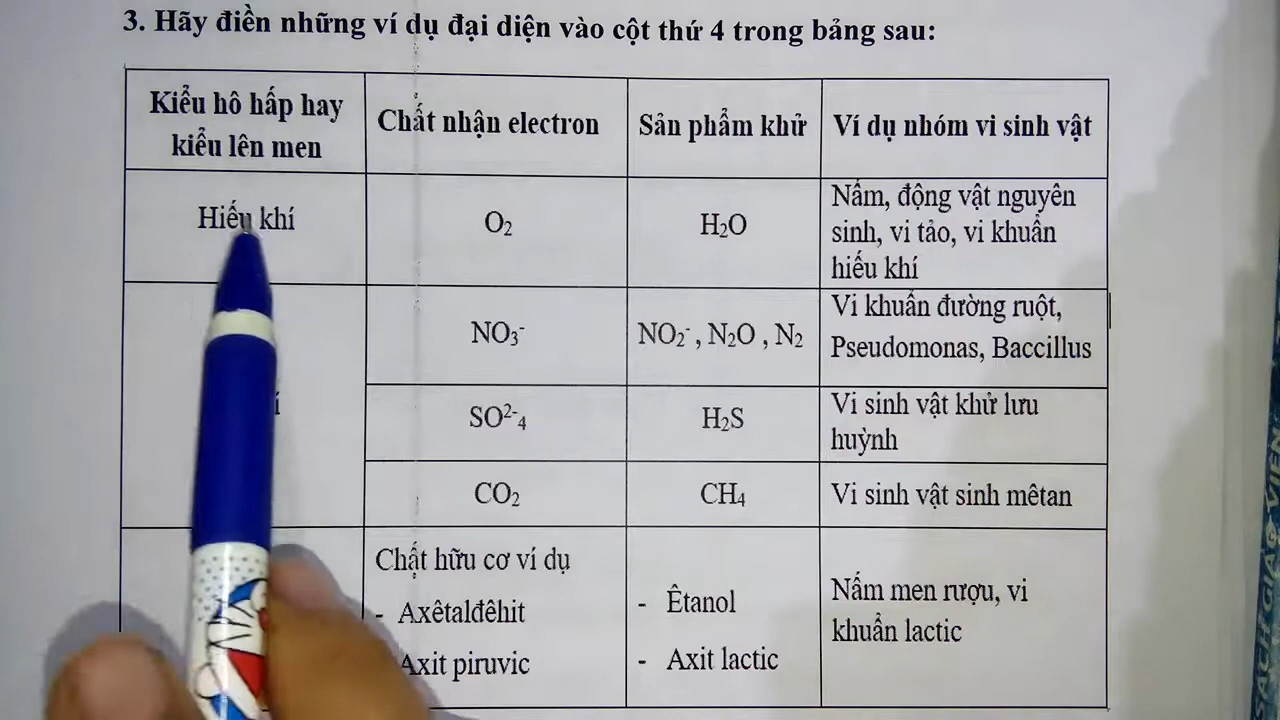 3. Hãy điền những ví dụ đại diện vào cột thứ 4 trong bảng sau:
Kiểu hô hấp hay
kiểu lên men
Chất nhận electron
Sản phẩm khử
Ví dụ nhóm vi sinh vật
Hiếu khí
O₂
H₂O
Nấm, động vật nguyên
sinh, vi tảo, vi khuẩn
hiếu khí
NO₃⁻
NO₂⁻ , N₂O , N₂
Vi khuẩn đường ruột,
Pseudomonas, Baccillus
SO²⁻₄
H₂S
Vi sinh vật khử lưu
huỳnh
CO₂
CH₄
Vi sinh vật sinh mêtan
Chất hữu cơ ví dụ
- Axêtalđêhit
Axit piruvic
- Êtanol
- Axit lactic
Nấm men rượu, vi
khuẩn lactic
SÁCH GIÁO VIÊN